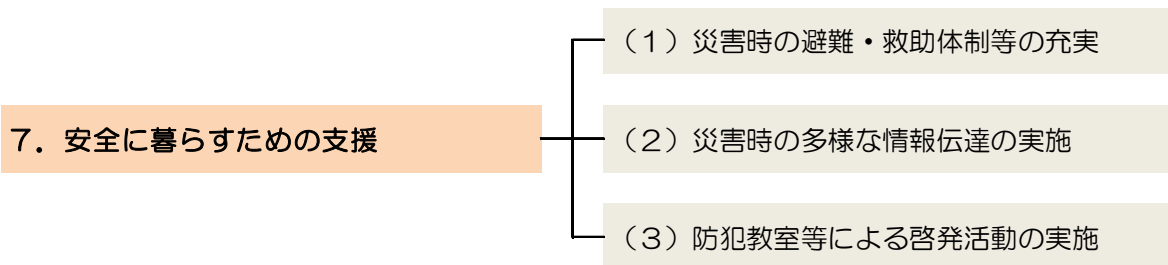 ７．安全に暮らすための支援
（１）災害時の避難・救助体制等の充実
（２）災害時の多様な情報伝達の実施
（３）防犯教室等による啓発活動の実施